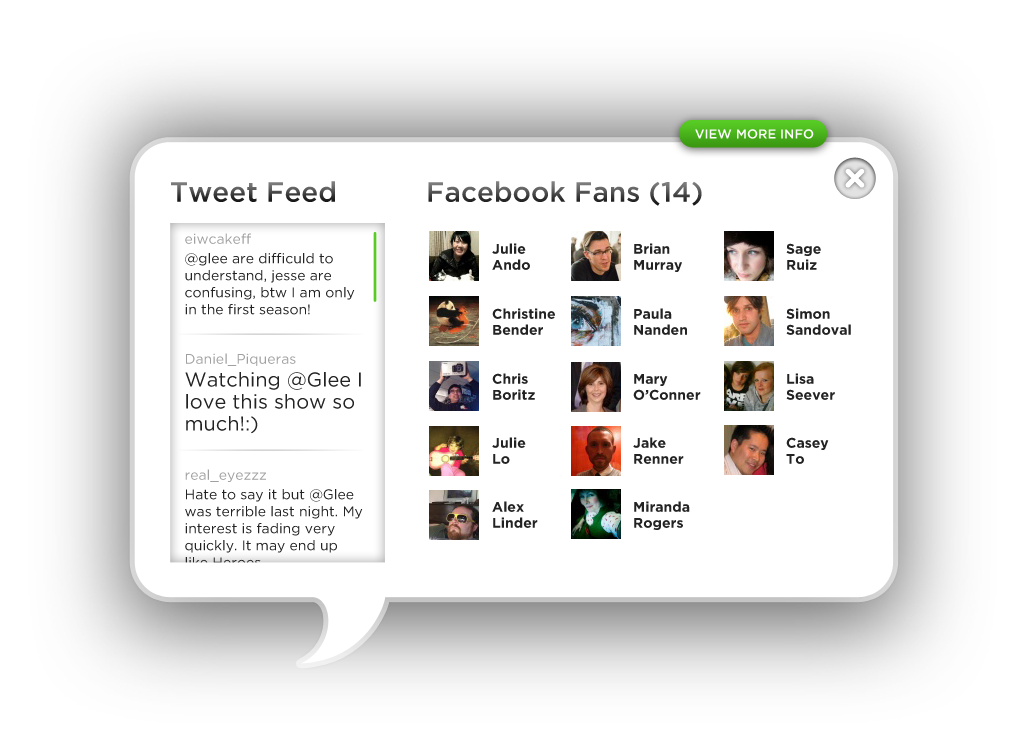 VIEW MORE INFO
Tweet Feed
eiwcakeff
@glee are difficuld to
understand, jesse are
confusing, btw I am only
in the first season!
Daniel_Piqueras
Watching @Glee I
love this show so
much!:)
real_eyezzz
Hate to say it but @Glee
was terrible last night. My
interest is fading very
quickly. It may end up
like Heroes
Facebook Fans (14)
Julie
Ando
Brian
Murray
Sage
Ruiz
Christine
Bender
Paula
Nanden
Simon
Sandoval
Chris
Boritz
Mary
O’Conner
Lisa
Seever
Julie
Lo
Jake
Renner
Casey
To
Alex
Linder
Miranda
Rogers